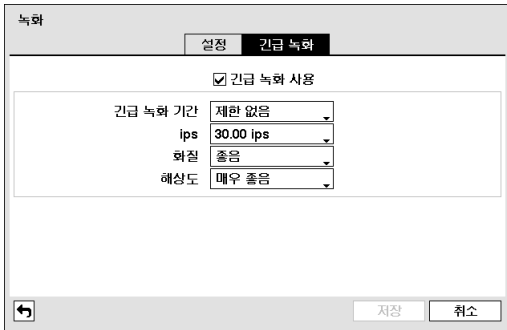 녹화
설정 긴급 녹화
긴급 녹화 사용
긴급 녹화 기간 제한 없음
ips 30.00 ips
화질 좋음
해상도 매우 좋음
저장 취소